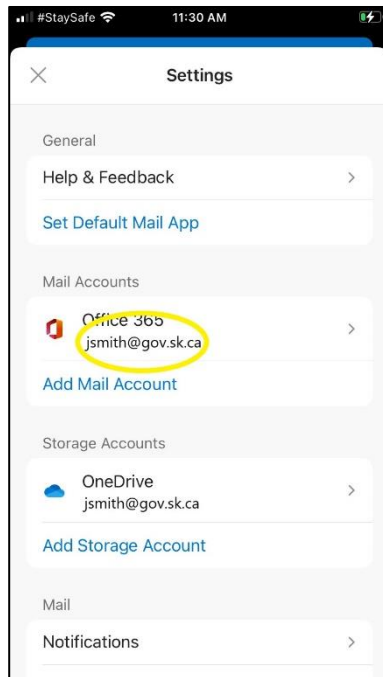 #StaySafe 11:30 AM
Settings
General
Help & Feedback
Set Default Mail App
Mail Accounts
Office 365
jsmith@gov.sk.ca
Add Mail Account
Storage Accounts
OneDrive
jsmith@gov.sk.ca
Add Storage Account
Mail
Notifications